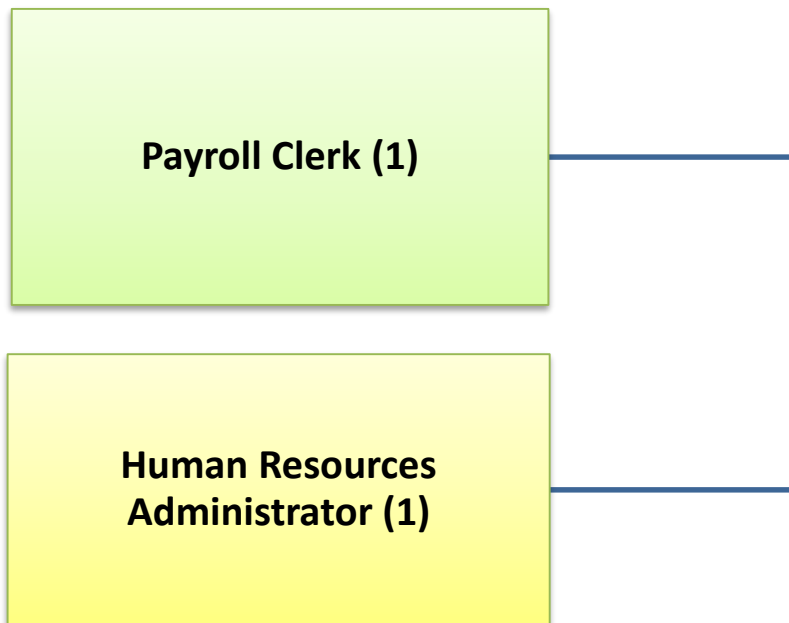 Payroll Clerk (1)
Human Resources
Administrator (1)